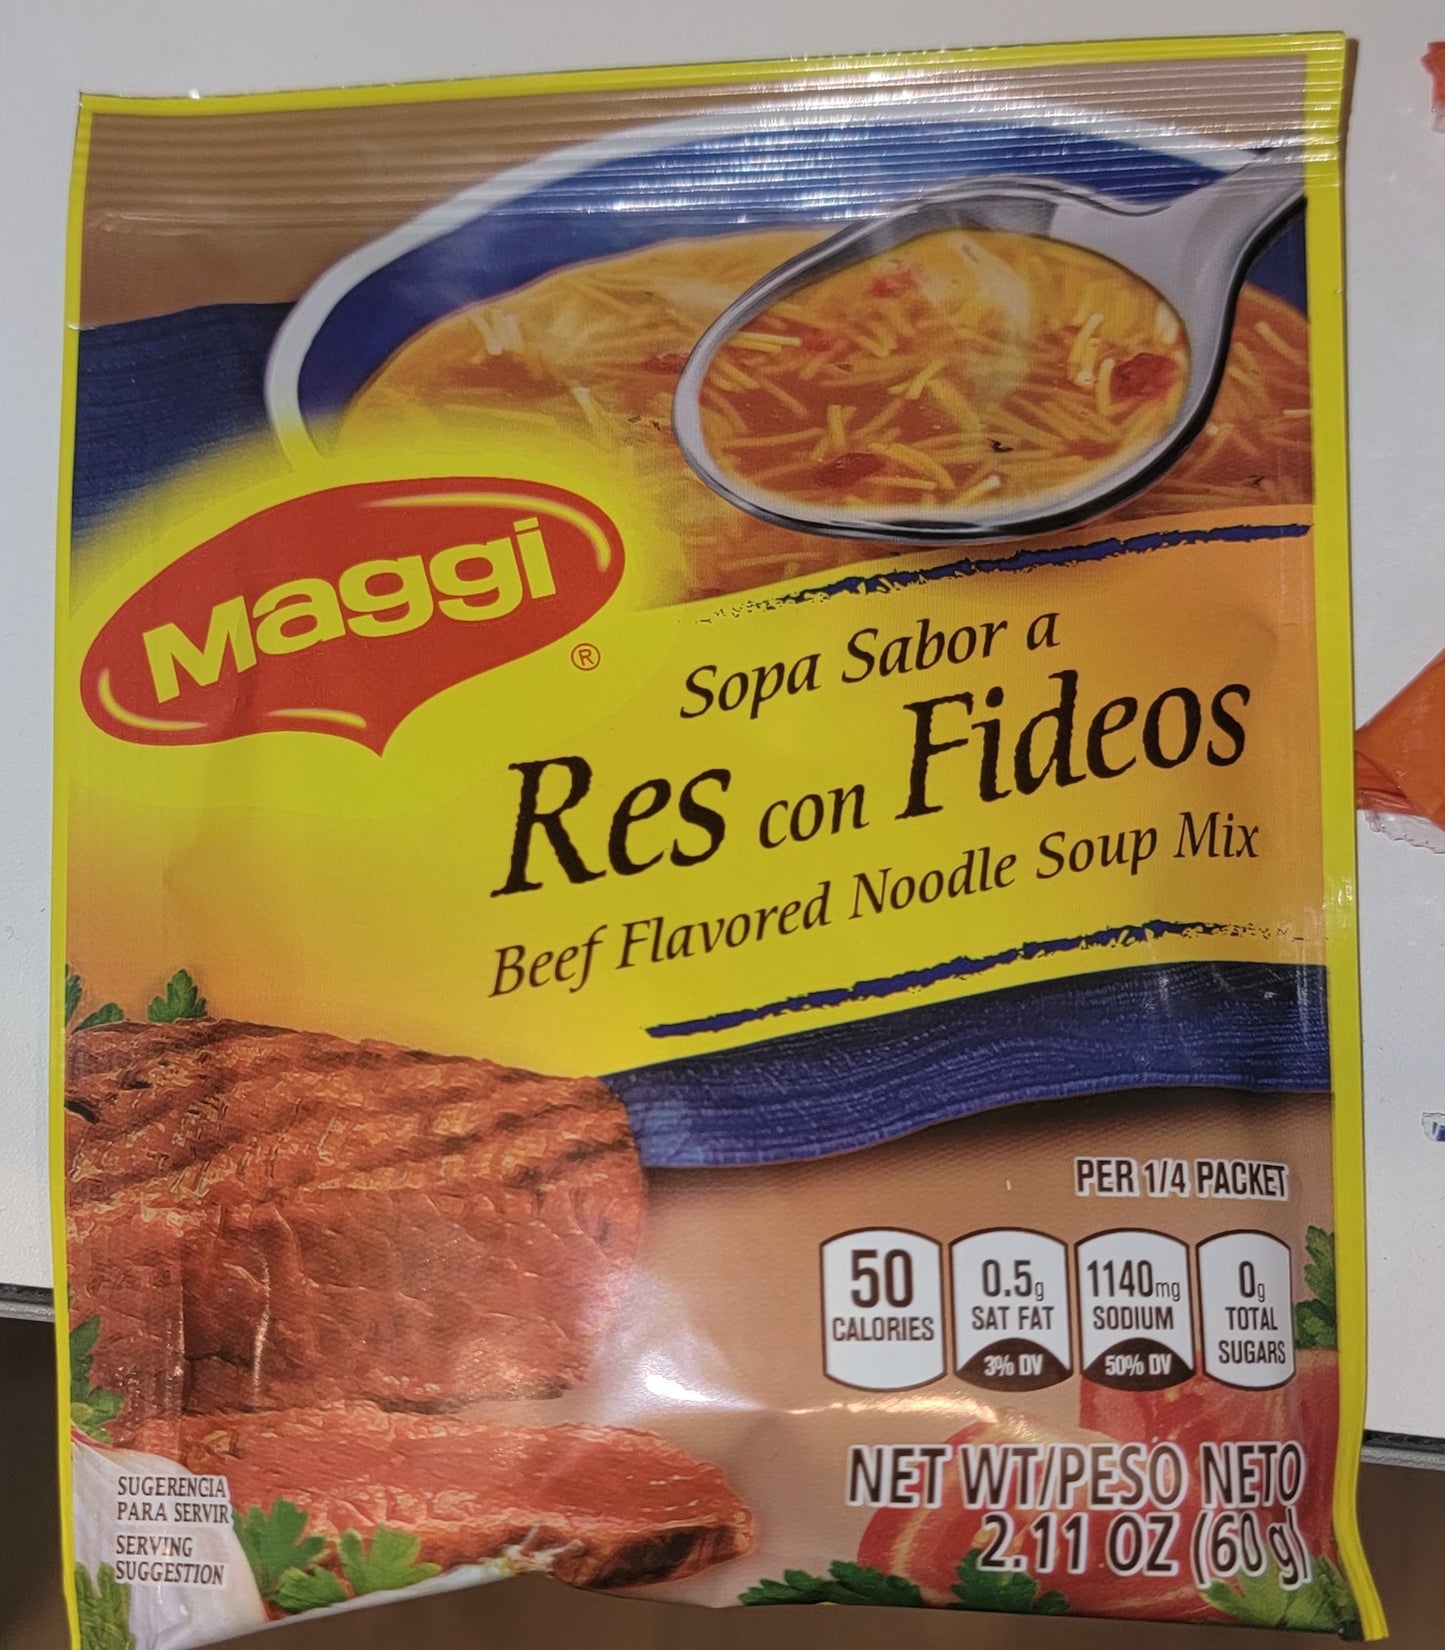 Maggi
®
Sopa Sabor a
Res con Fideos
Beef Flavored Noodle Soup Mix
PER 1/4 PACKET
50
CALORIES
0.5g
SAT FAT
3% DV
1140mg
SODIUM
50% DV
0g
TOTAL
SUGARS
NET WT/PESO NETO
2.11 OZ (60 g)
SUGERENCIA
PARA SERVIR
SERVING
SUGGESTION